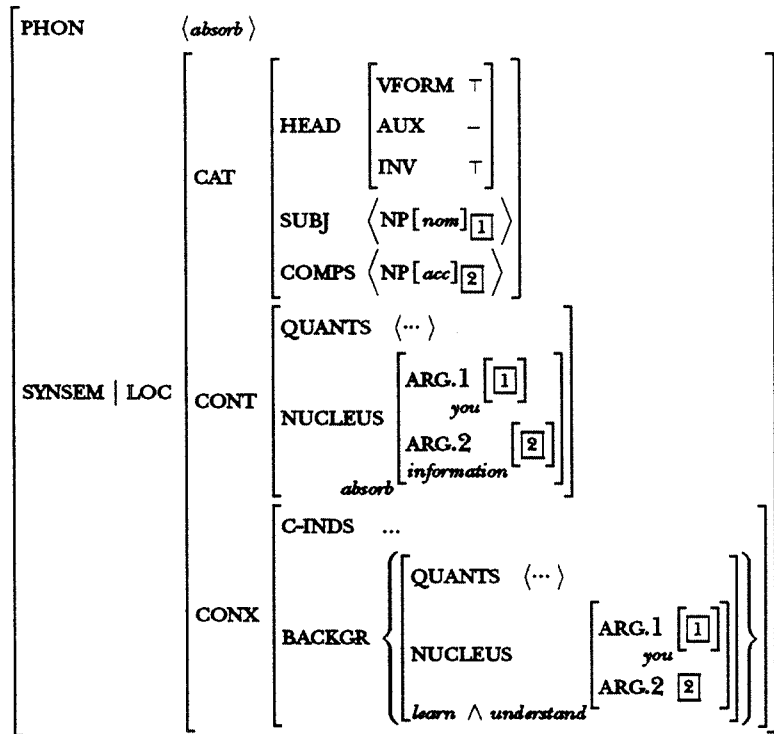 PHON ⟨absorb⟩
VFORM ⊤
HEAD AUX −
INV ⊤
CAT
SUBJ ⟨NP[nom] 1⟩
COMPS ⟨NP[acc] 2⟩
QUANTS ⟨⋯⟩
SYNSEM | LOC CONT
ARG.1 [1]
you
NUCLEUS
ARG.2 [2]
information
absorb
C-INDS ...
QUANTS ⟨⋯⟩
CONX
BACKGR
ARG.1 [1]
you
NUCLEUS
ARG.2 2
learn ∧ understand